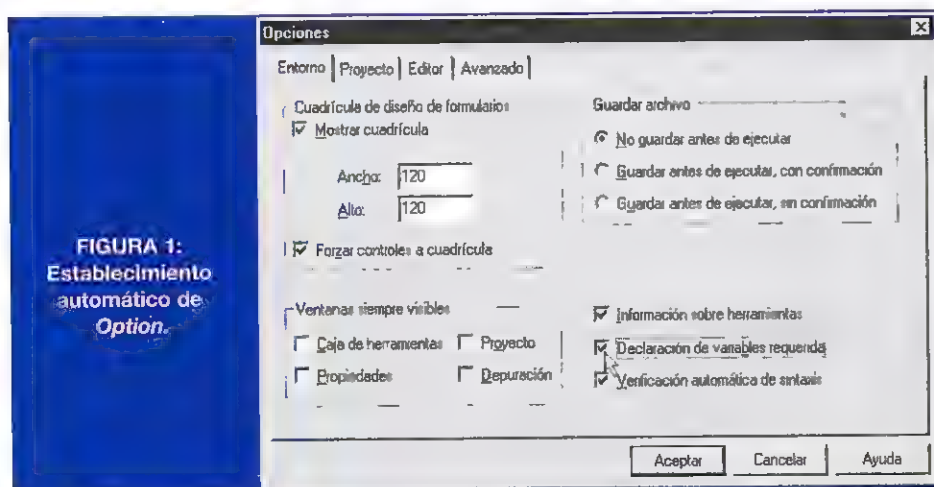 FIGURA 1:
Establecimiento
automático de
Option.
Opciones
Entorno
Proyecto
Editor
Avanzado
Cuadrícula de diseño de formularios
Mostrar cuadrícula
Ancho:
120
Alto:
120
Forzar controles a cuadrícula
Guardar archivo
No guardar antes de ejecutar
Guardar antes de ejecutar, con confirmación
Guardar antes de ejecutar, sin confirmación
Ventanas siempre visibles
Caja de herramientas
Proyecto
Propiedades
Depuración
Información sobre herramientas
Declaración de variables requerida
Verificación automática de sintaxis
Aceptar
Cancelar
Ayuda